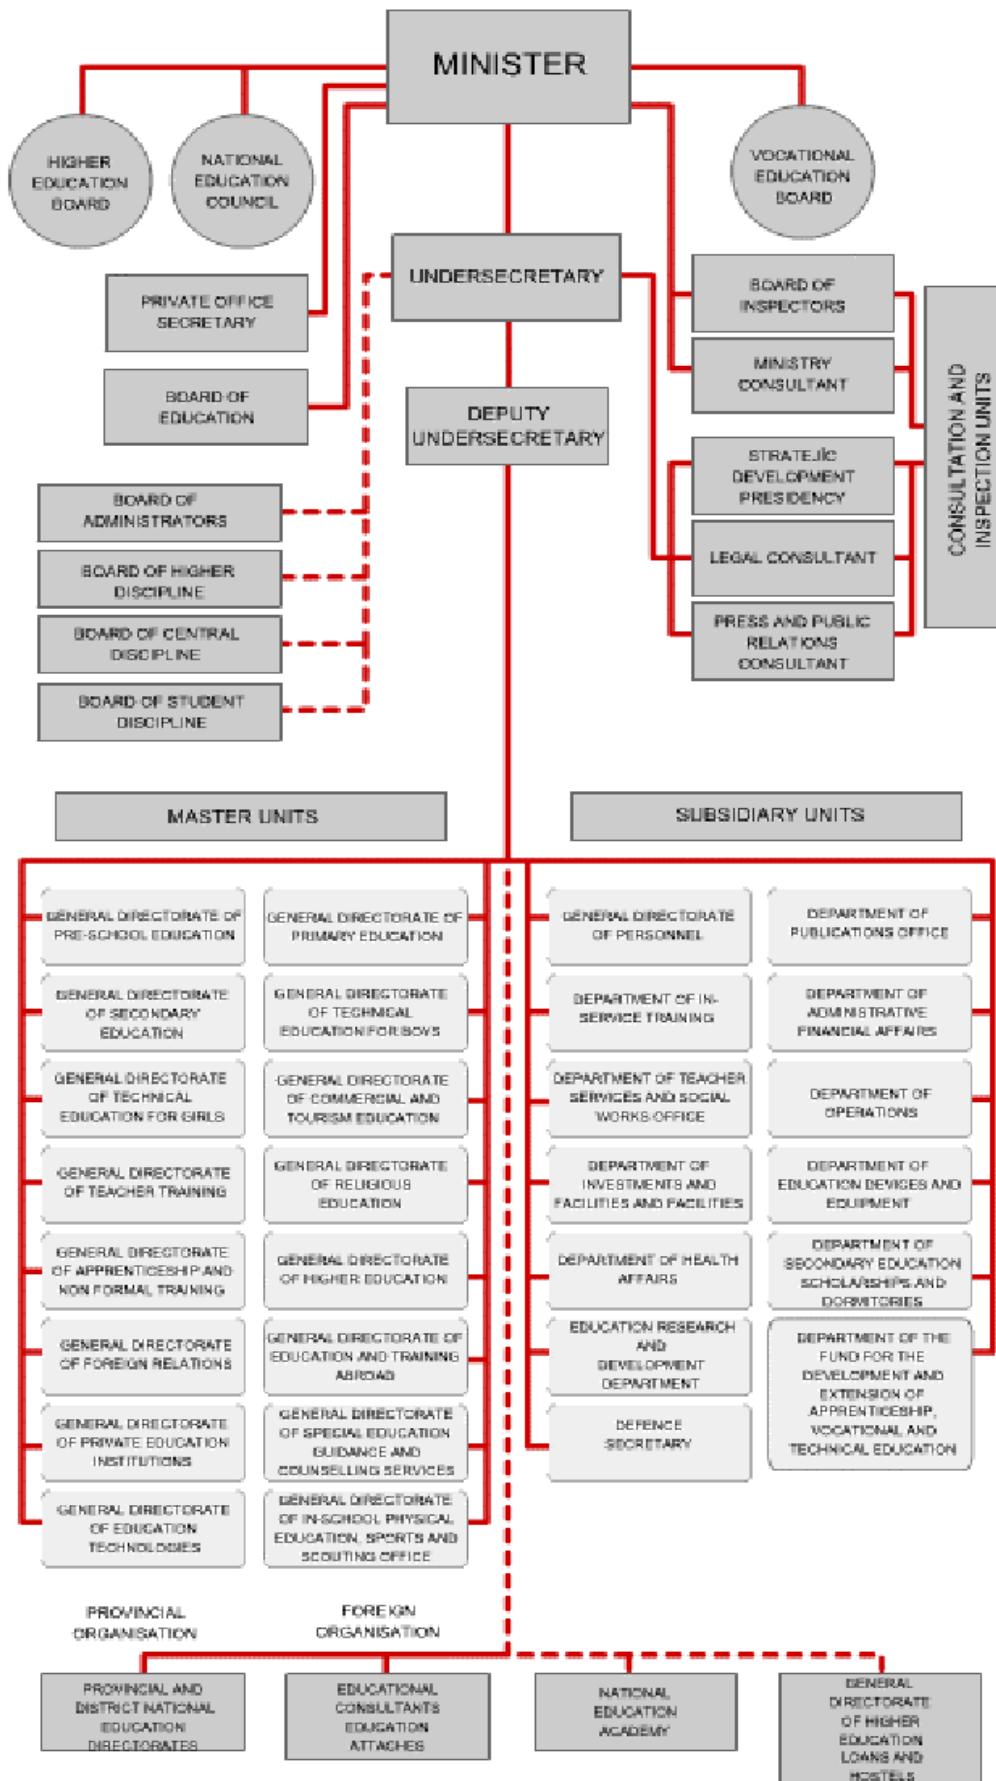 MINISTER
HIGHER
EDUCATION
BOARD
NATIONAL
EDUCATION
COUNCIL
VOCATIONAL
EDUCATION
BOARD
PRIVATE OFFICE
SECRETARY
BOARD OF
EDUCATION
UNDERSECRETARY
DEPUTY
UNDERSECRETARY
BOARD OF
INSPECTORS
MINISTRY
CONSULTANT
STRATEJİC
DEVELOPMENT
PRESIDENCY
LEGAL CONSULTANT
PRESS AND PUBLIC
RELATIONS
CONSULTANT
CONSULTATION AND
INSPECTION UNITS
BOARD OF
ADMINISTRATORS
BOARD OF HIGHER
DISCIPLINE
BOARD OF CENTRAL
DISCIPLINE
BOARD OF STUDENT
DISCIPLINE
MASTER UNITS
SUBSIDIARY UNITS
GENERAL DIRECTORATE OF
PRE-SCHOOL EDUCATION
GENERAL DIRECTORATE OF
PRIMARY EDUCATION
GENERAL DIRECTORATE
OF PERSONNEL
DEPARTMENT OF
PUBLICATIONS OFFICE
GENERAL DIRECTORATE
OF SECONDARY
EDUCATION
GENERAL DIRECTORATE
OF TECHNICAL
EDUCATION FOR BOYS
DEPARTMENT OF IN-
SERVICE TRAINING
DEPARTMENT OF
ADMINISTRATIVE
FINANCIAL AFFAIRS
GENERAL DIRECTORATE
OF TECHNICAL
EDUCATION FOR GIRLS
GENERAL DIRECTORATE
OF COMMERCIAL AND
TOURISM EDUCATION
DEPARTMENT OF TEACHER
SERVICES AND SOCIAL
WORKS OFFICE
DEPARTMENT OF
OPERATIONS
GENERAL DIRECTORATE
OF TEACHER TRAINING
GENERAL DIRECTORATE
OF RELIGIOUS
EDUCATION
DEPARTMENT OF
INVESTMENTS AND
FACILITIES AND FACILITIES
DEPARTMENT OF
EDUCATION DEVICES AND
EQUIPMENT
GENERAL DIRECTORATE
OF APPRENTICESHIP AND
NON FORMAL TRAINING
GENERAL DIRECTORATE
OF HIGHER EDUCATION
DEPARTMENT OF HEALTH
AFFAIRS
DEPARTMENT OF
SECONDARY EDUCATION
SCHOLARSHIPS AND
DORMITORIES
GENERAL DIRECTORATE
OF FOREIGN RELATIONS
GENERAL DIRECTORATE OF
EDUCATION AND TRAINING
ABROAD
EDUCATION RESEARCH
AND
DEVELOPMENT
DEPARTMENT
DEPARTMENT OF THE
FUND FOR THE
DEVELOPMENT AND
EXTENSION OF
APPRENTICESHIP,
VOCATIONAL AND
TECHNICAL EDUCATION
GENERAL DIRECTORATE
OF PRIVATE EDUCATION
INSTITUTIONS
GENERAL DIRECTORATE
OF SPECIAL EDUCATION
GUIDANCE AND
COUNSELLING SERVICES
DEFENCE
SECRETARY
GENERAL DIRECTORATE
OF EDUCATION
TECHNOLOGIES
GENERAL DIRECTORATE
OF IN-SCHOOL PHYSICAL
EDUCATION, SPORTS AND
SCOUTING OFFICE
PROVINCIAL
ORGANISATION
FOREIGN
ORGANISATION
PROVINCIAL AND
DISTRICT NATIONAL
EDUCATION
DIRECTORATES
EDUCATIONAL
CONSULTANTS
EDUCATION
ATTACHES
NATIONAL
EDUCATION
ACADEMY
GENERAL
DIRECTORATE
OF HIGHER
EDUCATION
LOANS AND
HOSTELS